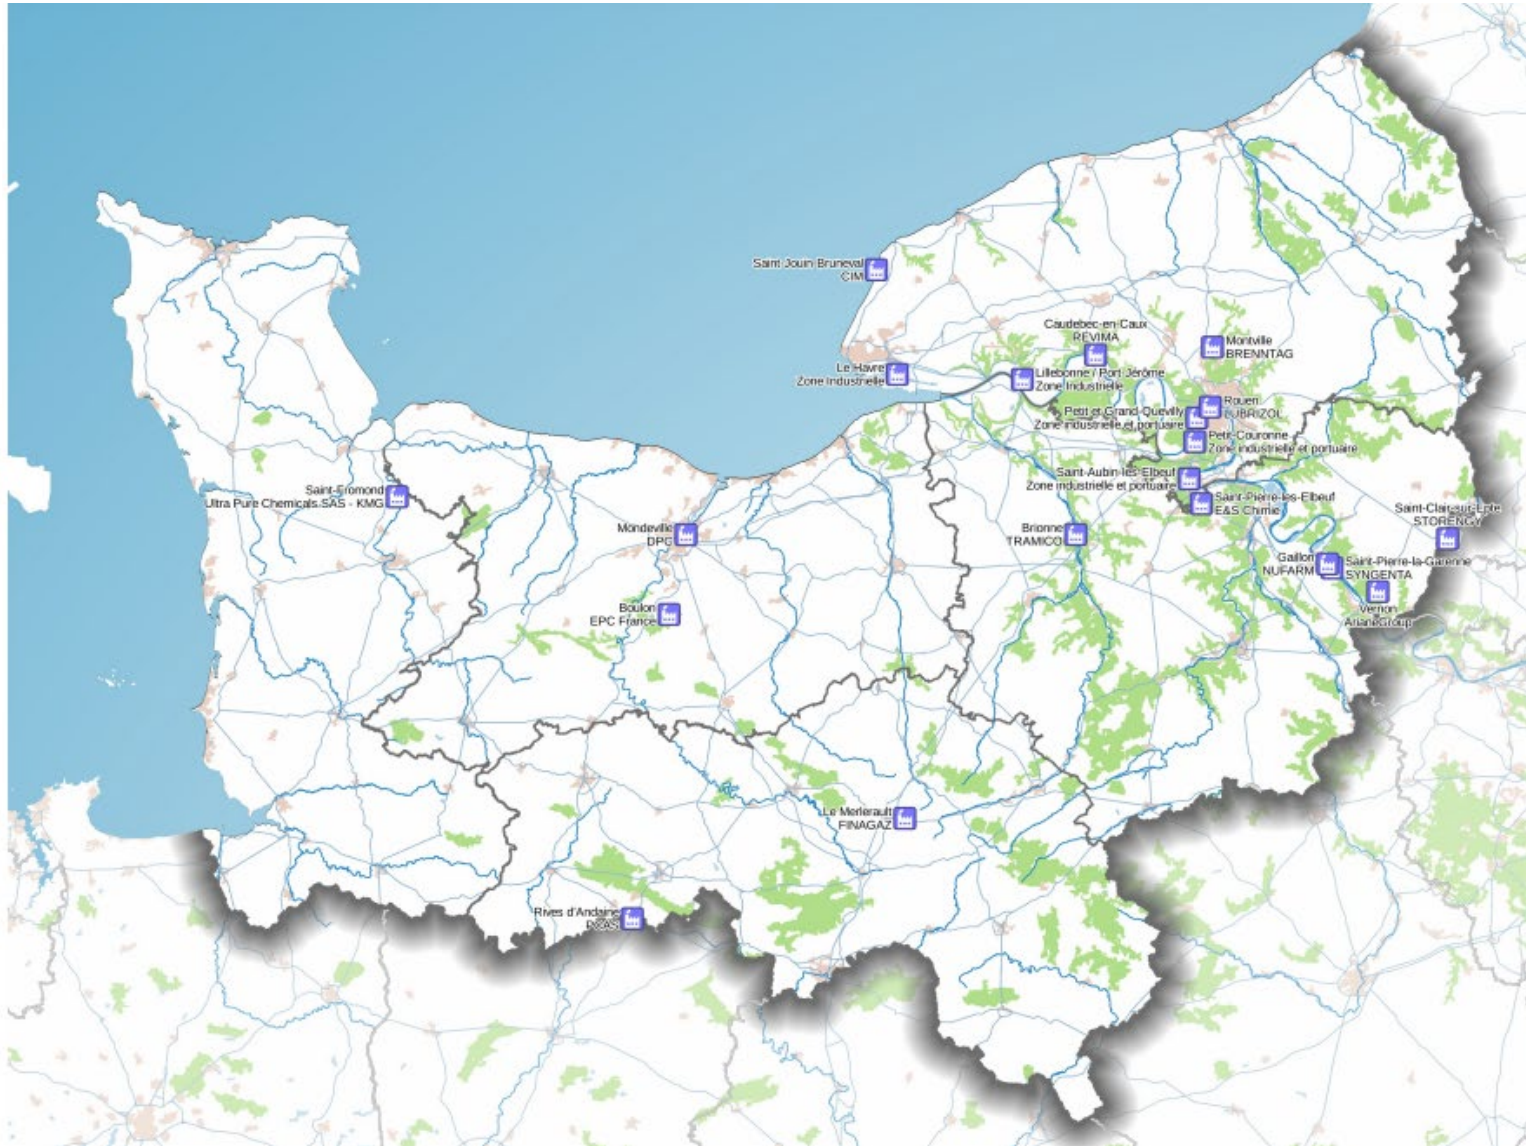 Saint-Jouin-Bruneval
CIM
Caudebec-en-Caux
REVIMA
Montville
BRENNTAG
Le Havre
Zone Industrielle
Lillebonne / Port-Jérôme
Zone Industrielle
Rouen
LUBRIZOL
Petit et Grand-Quevilly
Zone industrielle et portuaire
Petit-Couronne
Zone industrielle et portuaire
Saint-Aubin-les-Elbeuf
Zone industrielle et portuaire
Saint-Pierre-les-Elbeuf
E&S Chimie
Saint-Fromond
Ultra Pure Chemicals SAS - KMG
Saint-Clair-sur-Epte
STORENGY
Mondeville
DPC
Brionne
TRAMICO
Gaillon
NUFARM
Saint-Pierre-la-Garenne
SYNGENTA
Vernon
ArianeGroup
Boulon
EPC France
Le Merlerault
FINAGAZ
Rives d'Andaine